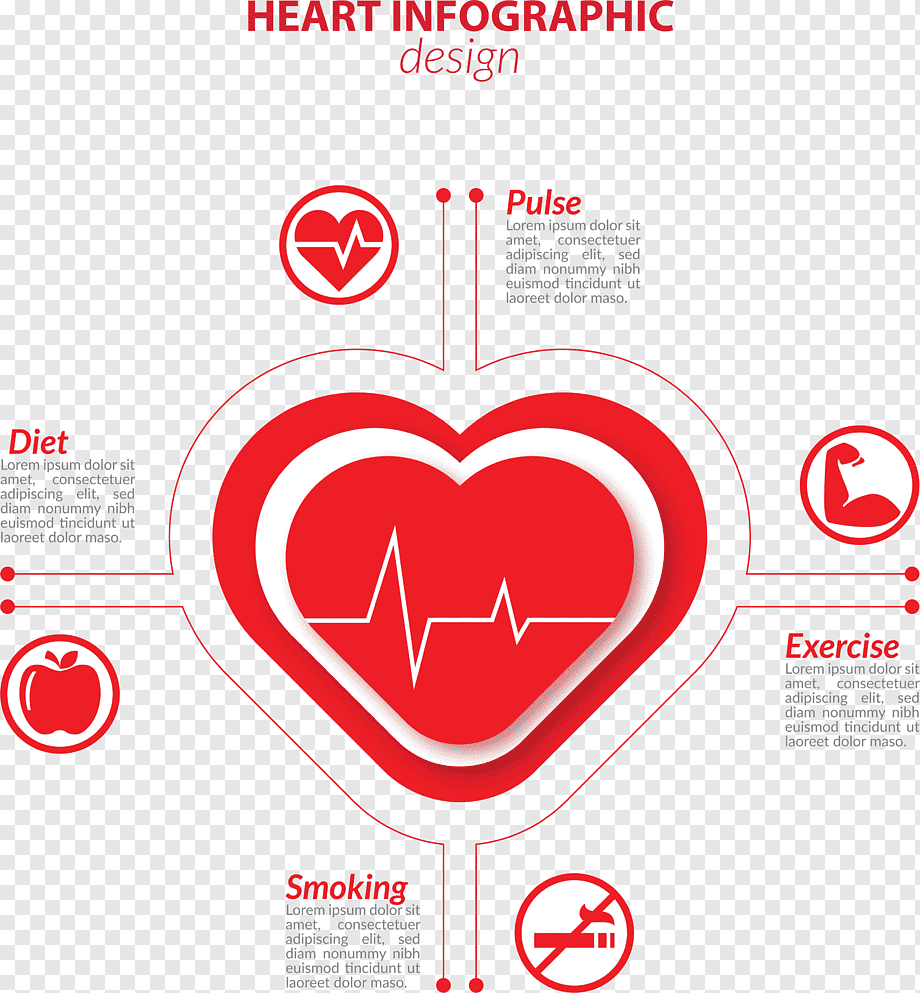 HEART INFOGRAPHIC
design
Pulse
Lorem ipsum dolor sit
amet, consectetuer
adipiscing elit, sed
diam nonummy nibh
euismod tincidunt ut
laoreet dolor maso.
Diet
Lorem ipsum dolor sit
amet, consectetuer
adipiscing elit, sed
diam nonummy nibh
euismod tincidunt ut
laoreet dolor maso.
Exercise
Lorem ipsum dolor sit
amet, consectetuer
adipiscing elit, sed
diam nonummy nibh
euismod tincidunt ut
laoreet dolor maso.
Smoking
Lorem ipsum dolor sit
amet, consectetuer
adipiscing elit, sed
diam nonummy nibh
euismod tincidunt ut
laoreet dolor maso.